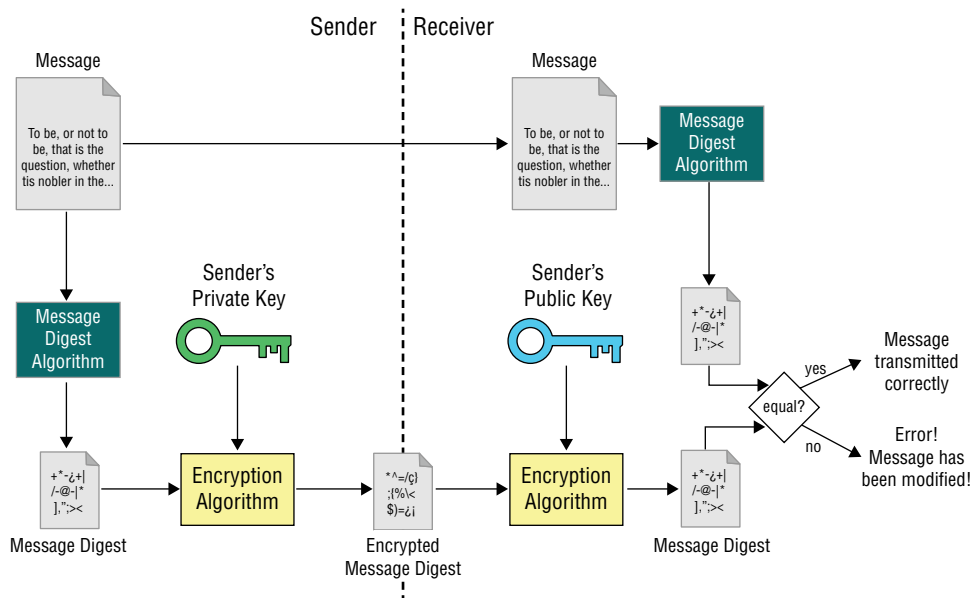 Sender
Receiver
Message
To be, or not to
be, that is the
question, whether
tis nobler in the...
Message
To be, or not to
be, that is the
question, whether
tis nobler in the...
Message
Digest
Algorithm
Message
Digest
Algorithm
Sender's
Private Key
Sender's
Public Key
+*-¿+|
/-@-|*
],";><
Message Digest
Encryption
Algorithm
*^=/ç}
;{%\<
$)=¿¡
Encrypted
Message Digest
Encryption
Algorithm
+*-¿+|
/-@-|*
],";><
Message Digest
+*-¿+|
/-@-|*
],";><
equal?
yes
Message
transmitted
correctly
no
Error!
Message has
been modified!